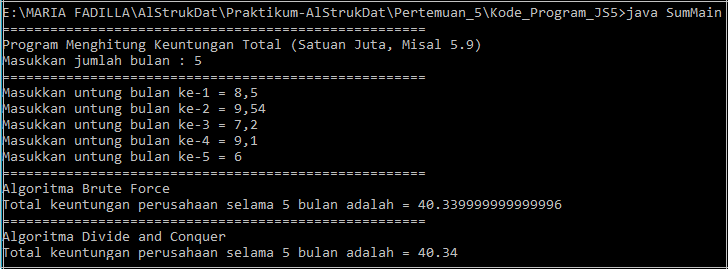 E:\MARIA FADILLA\AlStrukDat\Praktikum-AlStrukDat\Pertemuan_5\Kode_Program_JS5>java SumMain
=====================================================
Program Menghitung Keuntungan Total (Satuan Juta, Misal 5.9)
Masukkan jumlah bulan : 5
=====================================================
Masukkan untung bulan ke-1 = 8,5
Masukkan untung bulan ke-2 = 9,54
Masukkan untung bulan ke-3 = 7,2
Masukkan untung bulan ke-4 = 9,1
Masukkan untung bulan ke-5 = 6
=====================================================
Algoritma Brute Force
Total keuntungan perusahaan selama 5 bulan adalah = 40.339999999999996
=====================================================
Algoritma Divide and Conquer
Total keuntungan perusahaan selama 5 bulan adalah = 40.34